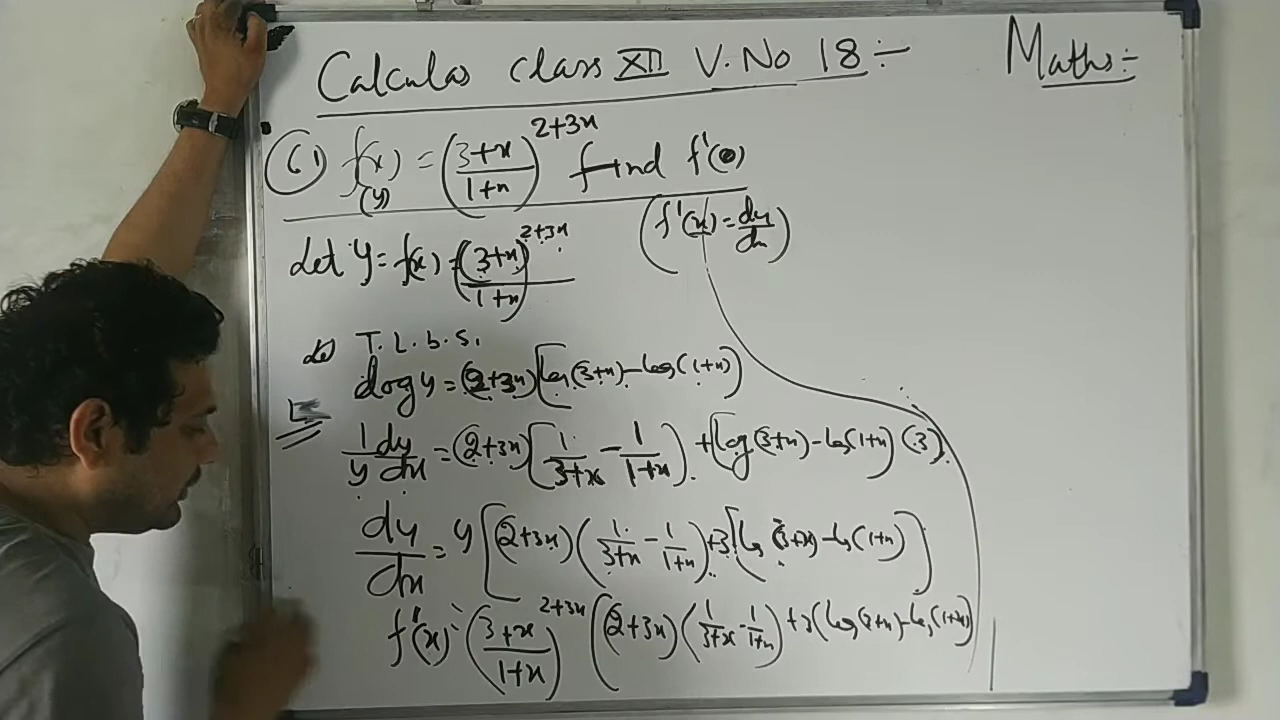 Calculas class XII V.No 18 :-
Maths :-
(61) f(x) = ((3+x)/(1+x))^(2+3x) find f'(0)
(y)
(f'(x) = dy/dx)
Let y = f(x) = ((3+x)/(1+x))^(2+3x)
T.L.b.S.
log y = (2+3x)[log(3+x) - log(1+x)]
1/y dy/dx = (2+3x)[1/(3+x) - 1/(1+x)] + [log(3+x) - log(1+x)](3)
dy/dx = y[(2+3x)(1/(3+x) - 1/(1+x)) + 3[log(3+x) - log(1+x)]]
f'(x) = ((3+x)/(1+x))^(2+3x) ((2+3x)(1/(3+x) - 1/(1+x)) + 3(log(3+x) - log(1+x))